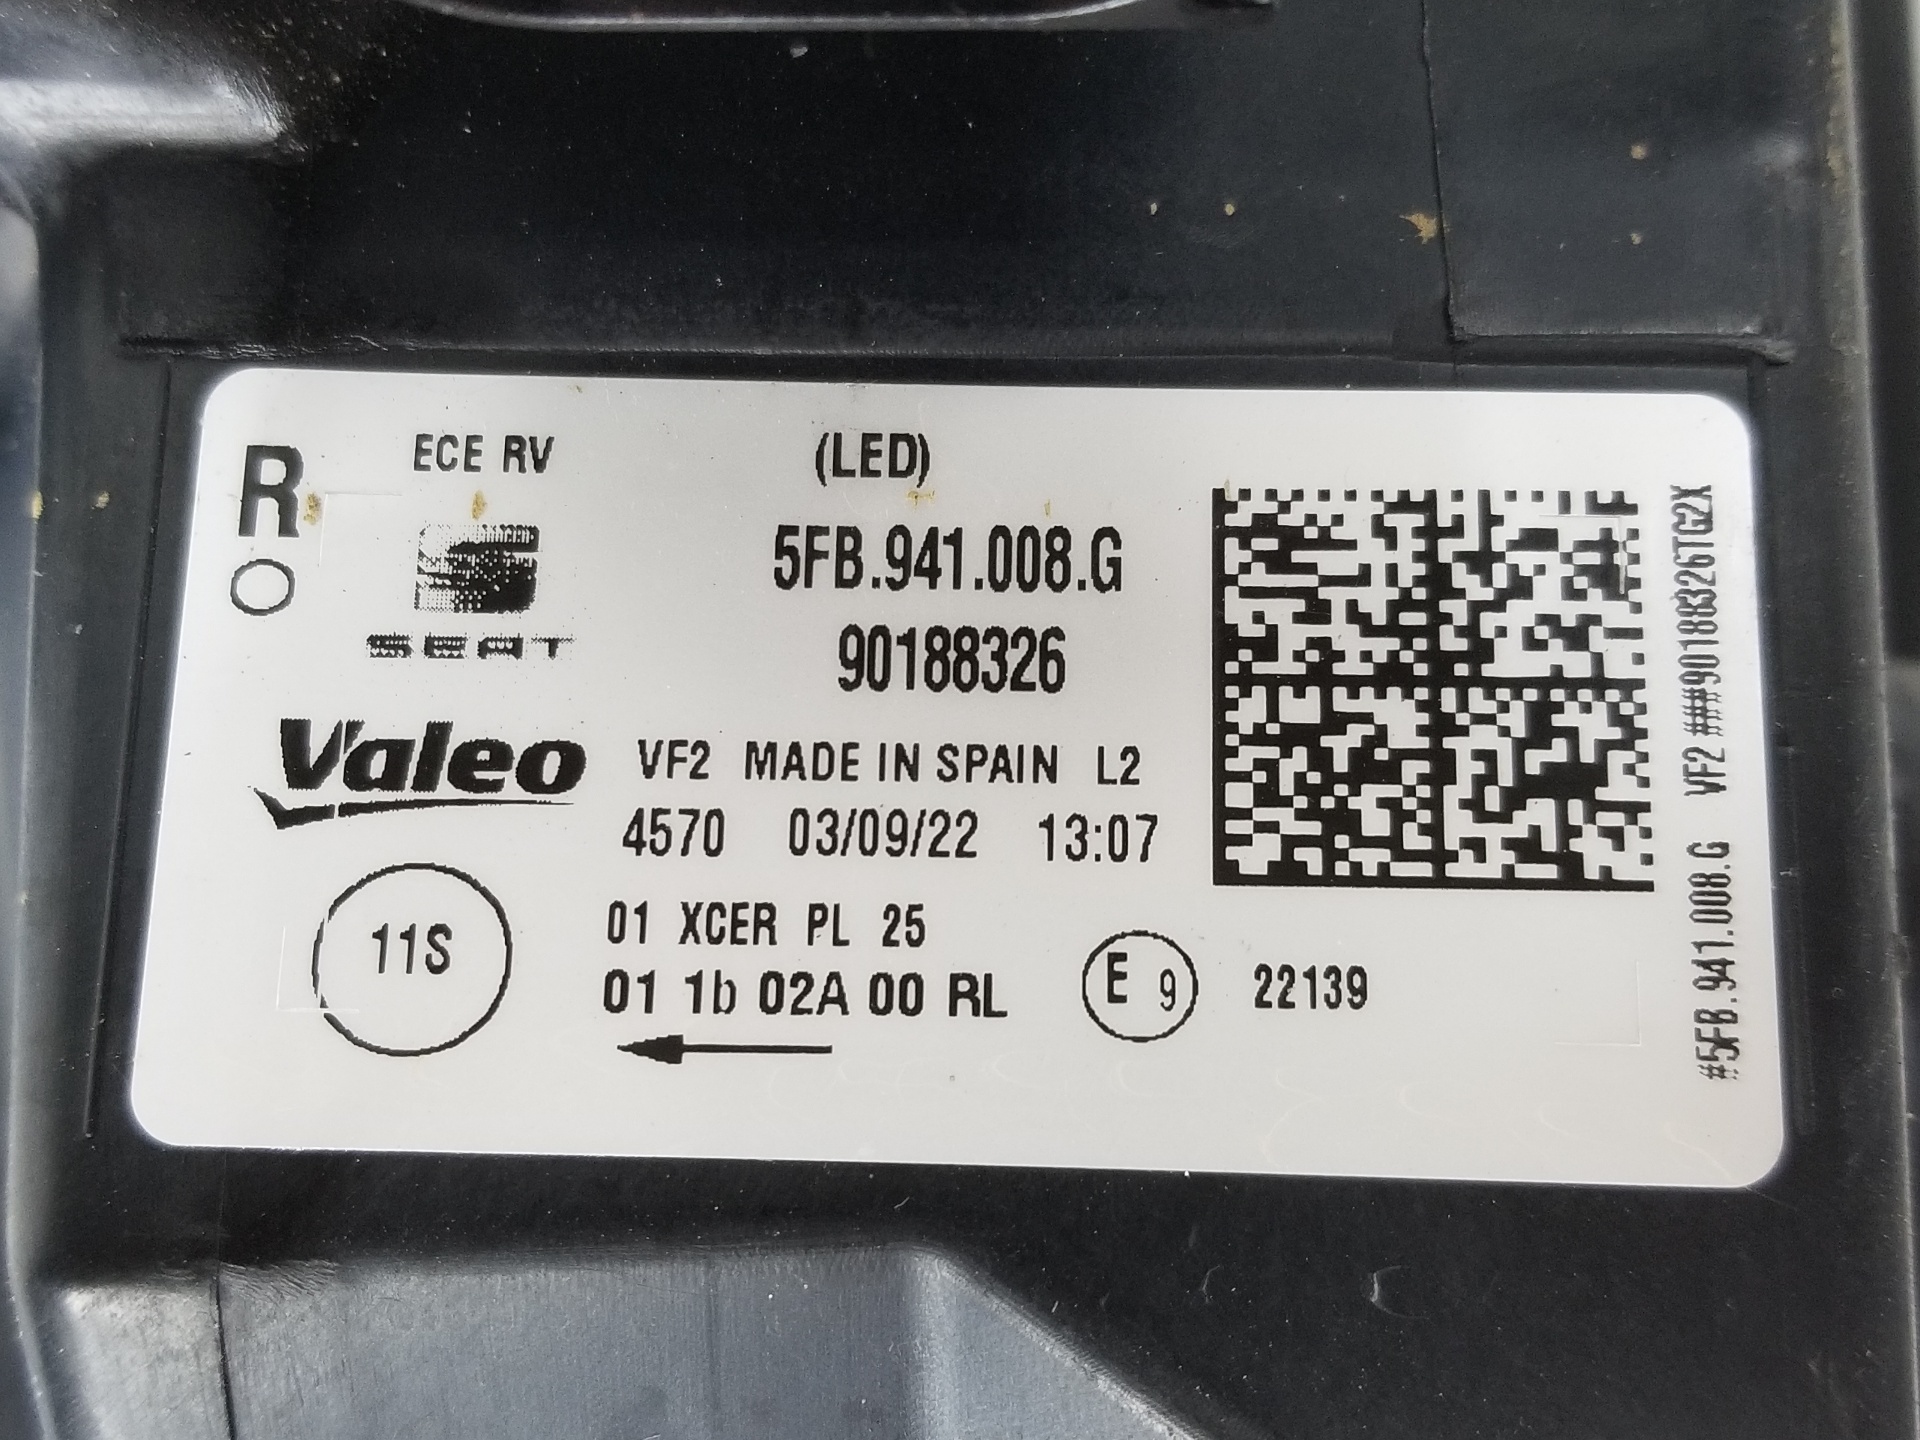 R
ECE RV
(LED)
SEAT
5FB.941.008.G
90188326
Valeo
VF2 MADE IN SPAIN L2
4570 03/09/22 13:07
11S
01 XCER PL 25
01 1b 02A 00 RL
E 9
22139
#5FB.941.008.G VF2 ###90188326TG2X